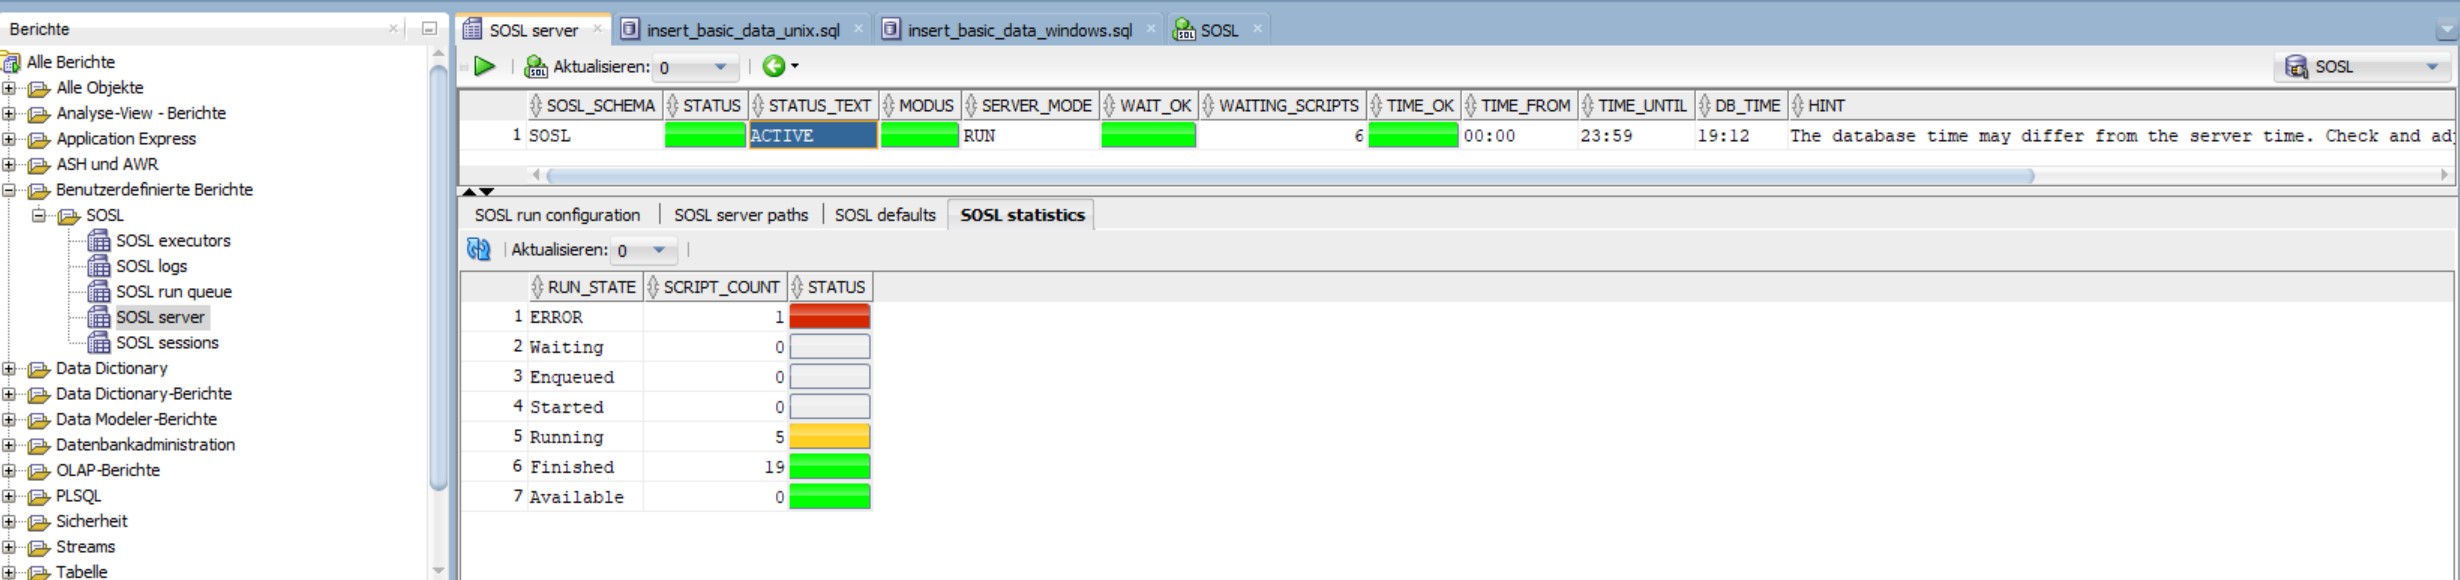 Berichte
Alle Berichte
Alle Objekte
Analyse-View - Berichte
Application Express
ASH und AWR
Benutzerdefinierte Berichte
SOSL
SOSL executors
SOSL logs
SOSL run queue
SOSL server
SOSL sessions
Data Dictionary
Data Dictionary-Berichte
Data Modeler-Berichte
Datenbankadministration
OLAP-Berichte
PLSQL
Sicherheit
Streams
Tabelle
SOSL server insert_basic_data_unix.sql insert_basic_data_windows.sql SOSL
Aktualisieren: 0 SOSL
SOSL_SCHEMA STATUS STATUS_TEXT MODUS SERVER_MODE WAIT_OK WAITING_SCRIPTS TIME_OK TIME_FROM TIME_UNTIL DB_TIME HINT
1 SOSL ACTIVE RUN 6 00:00 23:59 19:12 The database time may differ from the server time. Check and ad
SOSL run configuration SOSL server paths SOSL defaults SOSL statistics
Aktualisieren: 0
RUN_STATE SCRIPT_COUNT STATUS
1 ERROR 1
2 Waiting 0
3 Enqueued 0
4 Started 0
5 Running 5
6 Finished 19
7 Available 0